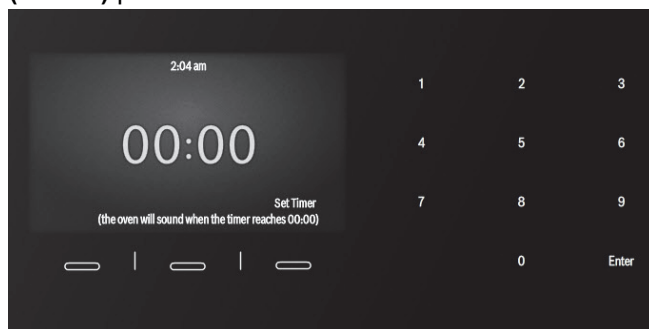 2:04 am
00:00
Set Timer
(the oven will sound when the timer reaches 00:00)
1 2 3
4 5 6
7 8 9
0 Enter